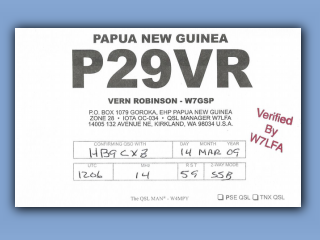 PAPUA NEW GUINEA
P29VR
VERN ROBINSON - W7GSP
P.O. BOX 1079 GOROKA, EHP PAPUA NEW GUINEA
ZONE 28 • IOTA OC-034 • QSL MANAGER W7LFA
14005 132 AVENUE NE, KIRKLAND, WA 98034 U.S.A.
Verified
By
W7LFA
CONFIRMING QSO WITH DAY MONTH YEAR
HB9CXZ 14 MAR 09
UTC MHz RST 2-WAY MODE
1206 14 59 SSB
The QSL MAN® - W4MPY
PSE QSL TNX QSL